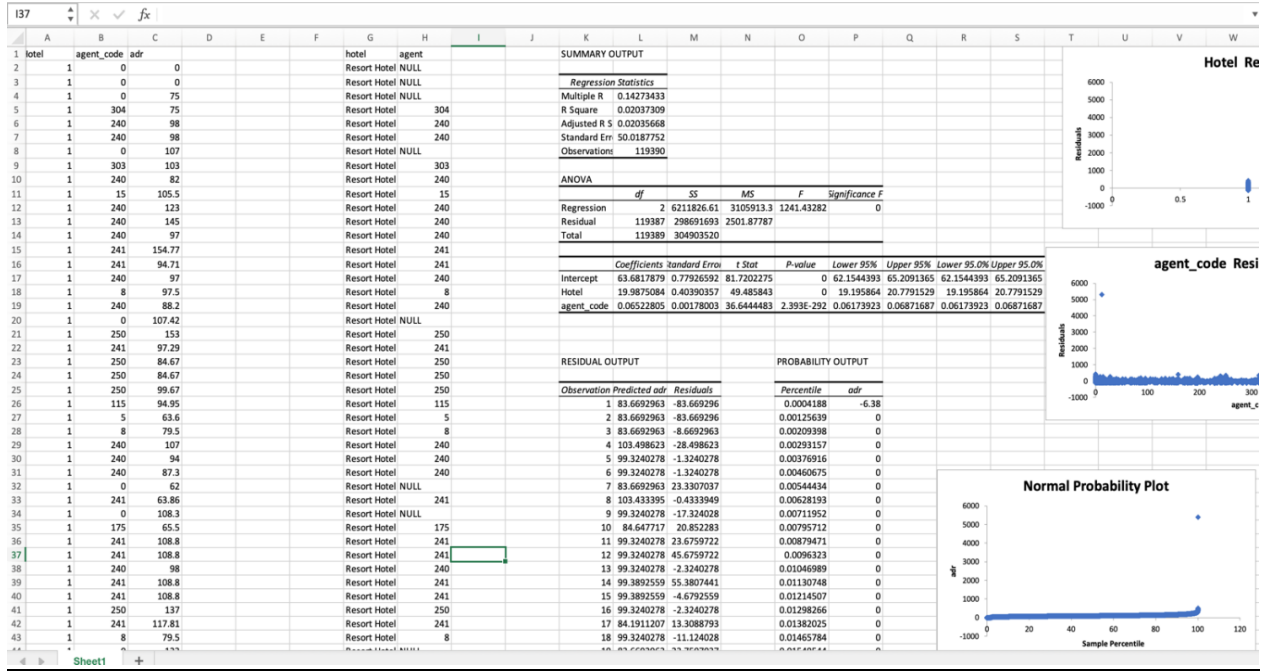 I37 fx
A B C D E F G H I J K L M N O P Q R S T U V W
1 lotel agent_code adr hotel agent SUMMARY OUTPUT
2 1 0 0 Resort Hotel NULL Hotel Re
3 1 0 0 Resort Hotel NULL Regression Statistics
4 1 0 75 Resort Hotel NULL Multiple R 0.14273433
5 1 304 75 Resort Hotel 304 R Square 0.02037309
6 1 240 98 Resort Hotel 240 Adjusted R S 0.02035668
7 1 240 98 Resort Hotel 240 Standard Err 50.0187752
8 1 0 107 Resort Hotel NULL Observations 119390
9 1 303 103 Resort Hotel 303
10 1 240 82 Resort Hotel 240 ANOVA
11 1 15 105.5 Resort Hotel 15 df SS MS F Significance F
12 1 240 123 Resort Hotel 240 Regression 2 6211826.61 3105913.3 1241.43282 0
13 1 240 145 Resort Hotel 240 Residual 119387 298691693 2501.87787
14 1 240 97 Resort Hotel 240 Total 119389 304903520
15 1 241 154.77 Resort Hotel 241
16 1 241 94.71 Resort Hotel 241 Coefficients Standard Error t Stat P-value Lower 95% Upper 95% Lower 95.0% Upper 95.0%
17 1 240 97 Resort Hotel 240 Intercept 63.6817879 0.77926592 81.7202275 0 62.1544393 65.2091365 62.1544393 65.2091365
18 1 8 97.5 Resort Hotel 8 Hotel 19.9875084 0.40390357 49.485843 0 19.195864 20.7791529 19.195864 20.7791529
19 1 240 88.2 Resort Hotel 240 agent_code 0.06522805 0.00178003 36.6444483 2.393E-292 0.06173923 0.06871687 0.06173923 0.06871687
20 1 0 107.42 Resort Hotel NULL
21 1 250 153 Resort Hotel 250
22 1 241 97.29 Resort Hotel 241
23 1 250 84.67 Resort Hotel 250 RESIDUAL OUTPUT PROBABILITY OUTPUT
24 1 250 84.67 Resort Hotel 250
25 1 250 99.67 Resort Hotel 250 Observation Predicted adr Residuals Percentile adr
26 1 115 94.95 Resort Hotel 115 1 83.6692963 -83.669296 0.0004188 -6.38
27 1 5 63.6 Resort Hotel 5 2 83.6692963 -83.669296 0.00125639 0
28 1 8 79.5 Resort Hotel 8 3 83.6692963 -8.6692963 0.00209398 0
29 1 240 107 Resort Hotel 240 4 103.498623 -28.498623 0.00293157 0
30 1 240 94 Resort Hotel 240 5 99.3240278 -1.3240278 0.00376916 0
31 1 240 87.3 Resort Hotel 240 6 99.3240278 -1.3240278 0.00460675 0
32 1 0 62 Resort Hotel NULL 7 83.6692963 23.3307037 0.00544434 0
33 1 241 63.86 Resort Hotel 241 8 103.433395 -0.4333949 0.00628193 0
34 1 0 108.3 Resort Hotel NULL 9 99.3240278 -17.324028 0.00711952 0
35 1 175 65.5 Resort Hotel 175 10 84.647717 20.852283 0.00795712 0
36 1 241 108.8 Resort Hotel 241 11 99.3240278 23.6759722 0.00879471 0
37 1 241 108.8 Resort Hotel 241 12 99.3240278 45.6759722 0.0096323 0
38 1 240 98 Resort Hotel 240 13 99.3240278 -2.3240278 0.01046989 0
39 1 241 108.8 Resort Hotel 241 14 99.3892559 55.3807441 0.01130748 0
40 1 241 108.8 Resort Hotel 241 15 99.3892559 -4.6792559 0.01214507 0
41 1 250 137 Resort Hotel 250 16 99.3240278 -2.3240278 0.01298266 0
42 1 241 117.81 Resort Hotel 241 17 84.1911207 13.3088793 0.01382025 0
43 1 8 79.5 Resort Hotel 8 18 99.3240278 -11.124028 0.01465784 0
Sheet1 +
6000
5000
4000
3000
2000
1000
0
-1000
Residuals
0 0.5 1
agent_code Resi
6000
5000
4000
3000
2000
1000
0
-1000
Residuals
0 100 200 300
agent_c
Normal Probability Plot
6000
5000
4000
3000
2000
1000
0
-1000
adr
0 20 40 60 80 100 120
Sample Percentile